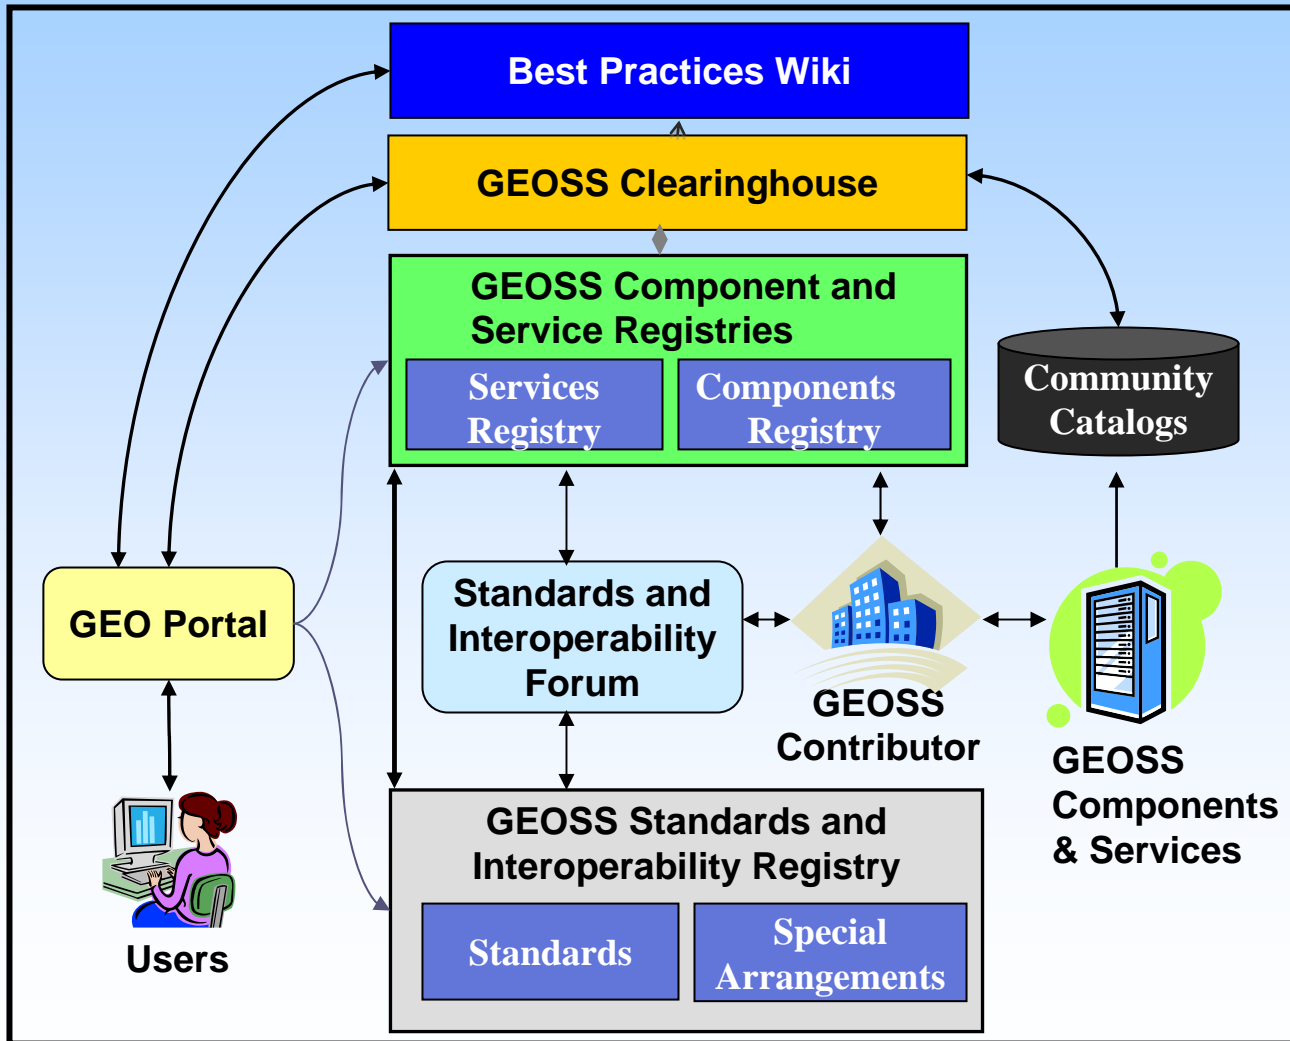 Best Practices Wiki
GEOSS Clearinghouse
GEOSS Component and
Service Registries
Services
Registry
Components
Registry
Community
Catalogs
GEO Portal
Standards and
Interoperability
Forum
GEOSS
Contributor
GEOSS
Components
& Services
Users
GEOSS Standards and
Interoperability Registry
Standards
Special
Arrangements